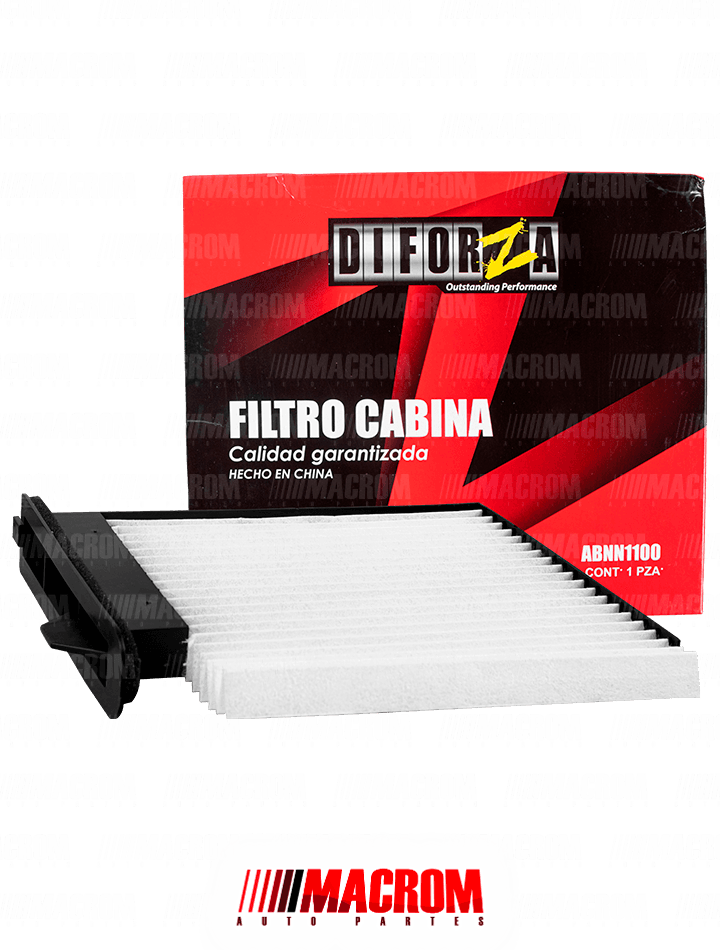 DIFORZA
Outstanding Performance
FILTRO CABINA
Calidad garantizada
HECHO EN CHINA
ABNN1100
CONT· 1 PZA·
MACROM
AUTO PARTES